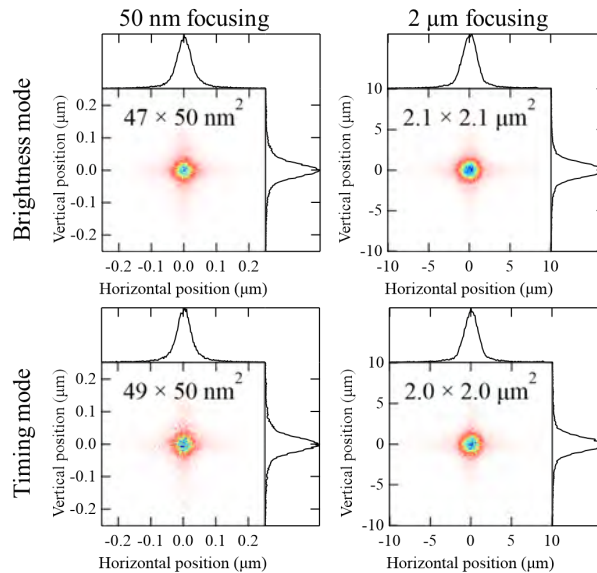 50 nm focusing
2 μm focusing
Brightness mode
Vertical position (μm)
0.2
0.1
0.0
-0.1
-0.2
47 × 50 nm²
-0.2 -0.1 0.0 0.1 0.2
Horizontal position (μm)
Vertical position (μm)
10
5
0
-5
-10
2.1 × 2.1 μm²
-10 -5 0 5 10
Horizontal position (μm)
Timing mode
Vertical position (μm)
0.2
0.1
0.0
-0.1
-0.2
49 × 50 nm²
-0.2 -0.1 0.0 0.1 0.2
Horizontal position (μm)
Vertical position (μm)
10
5
0
-5
-10
2.0 × 2.0 μm²
-10 -5 0 5 10
Horizontal position (μm)